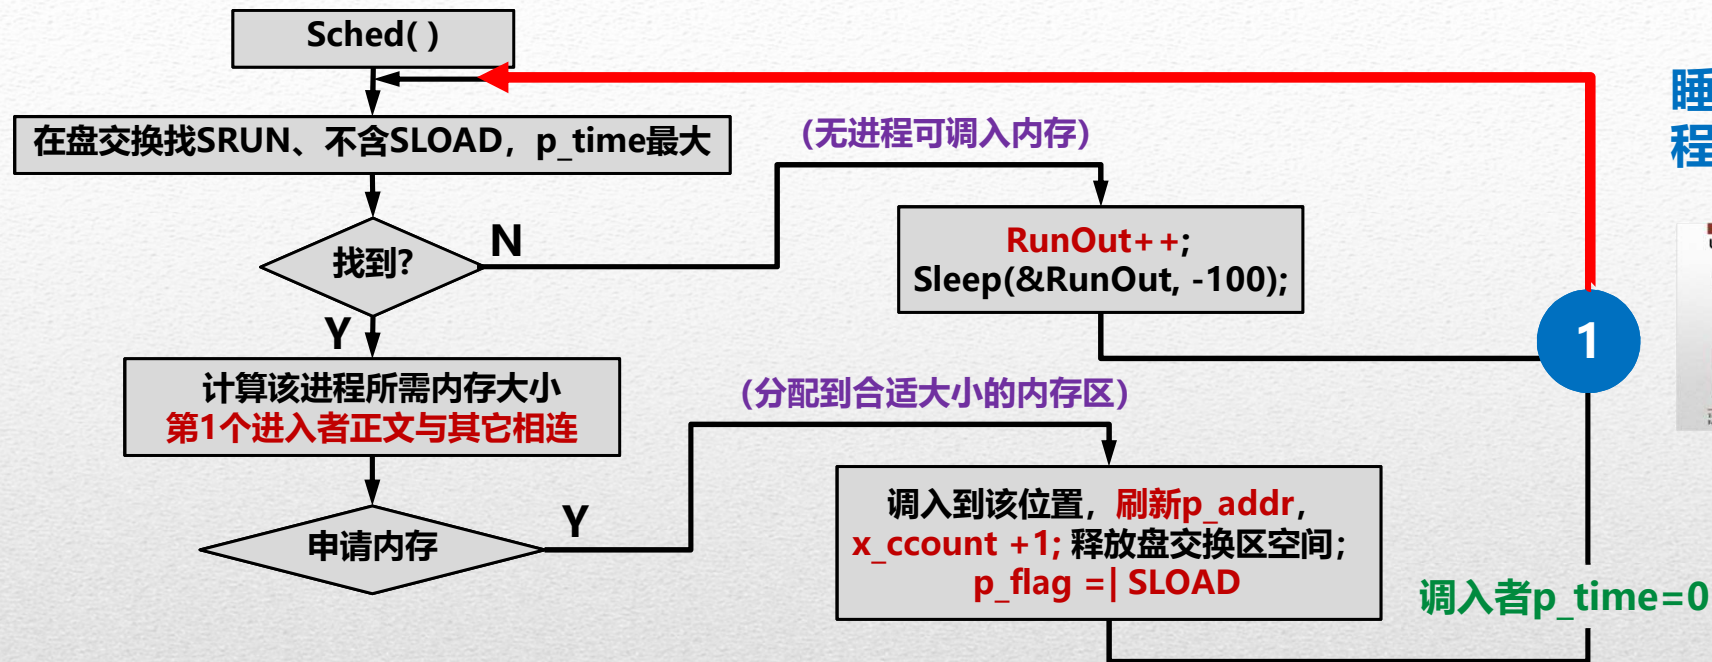 Sched( )
睡
程
在盘交换找SRUN、不含SLOAD，p_time最大
(无进程可调入内存)
找到?
N
RunOut++;
Sleep(&RunOut, -100);
Y
1
计算该进程所需内存大小
第1个进入者正文与其它相连
(分配到合适大小的内存区)
申请内存
Y
调入到该位置，刷新p_addr，
x_ccount +1; 释放盘交换区空间;
p_flag =| SLOAD
调入者p_time=0